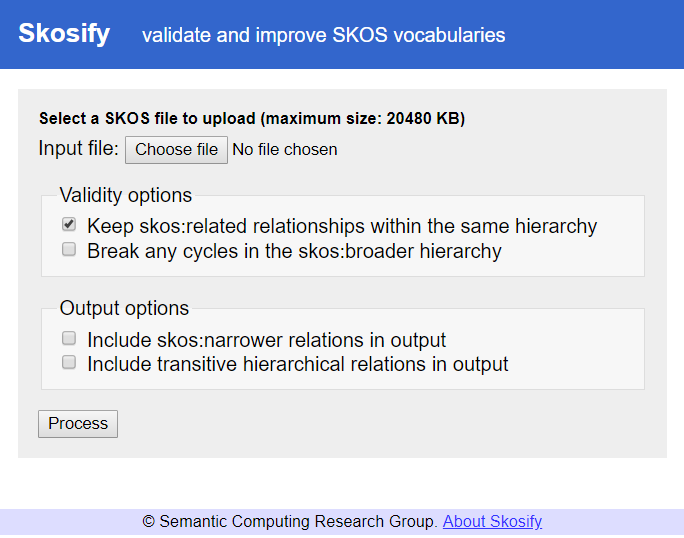 Skosify validate and improve SKOS vocabularies
Select a SKOS file to upload (maximum size: 20480 KB)
Input file: Choose file No file chosen
Validity options
Keep skos:related relationships within the same hierarchy
Break any cycles in the skos:broader hierarchy
Output options
Include skos:narrower relations in output
Include transitive hierarchical relations in output
Process
© Semantic Computing Research Group. About Skosify